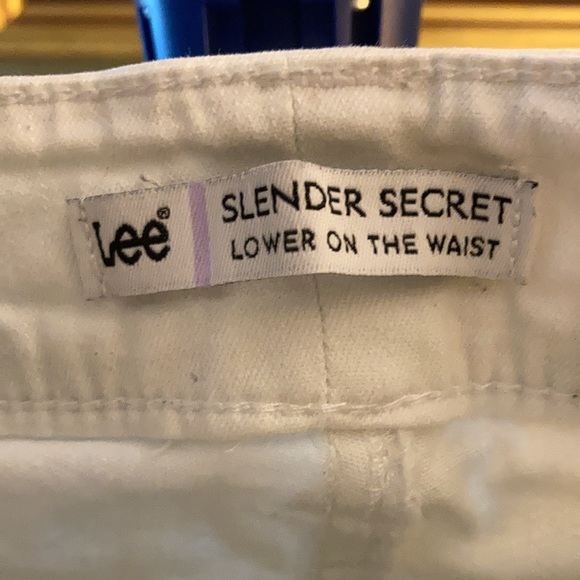 Lee®
SLENDER SECRET
LOWER ON THE WAIST